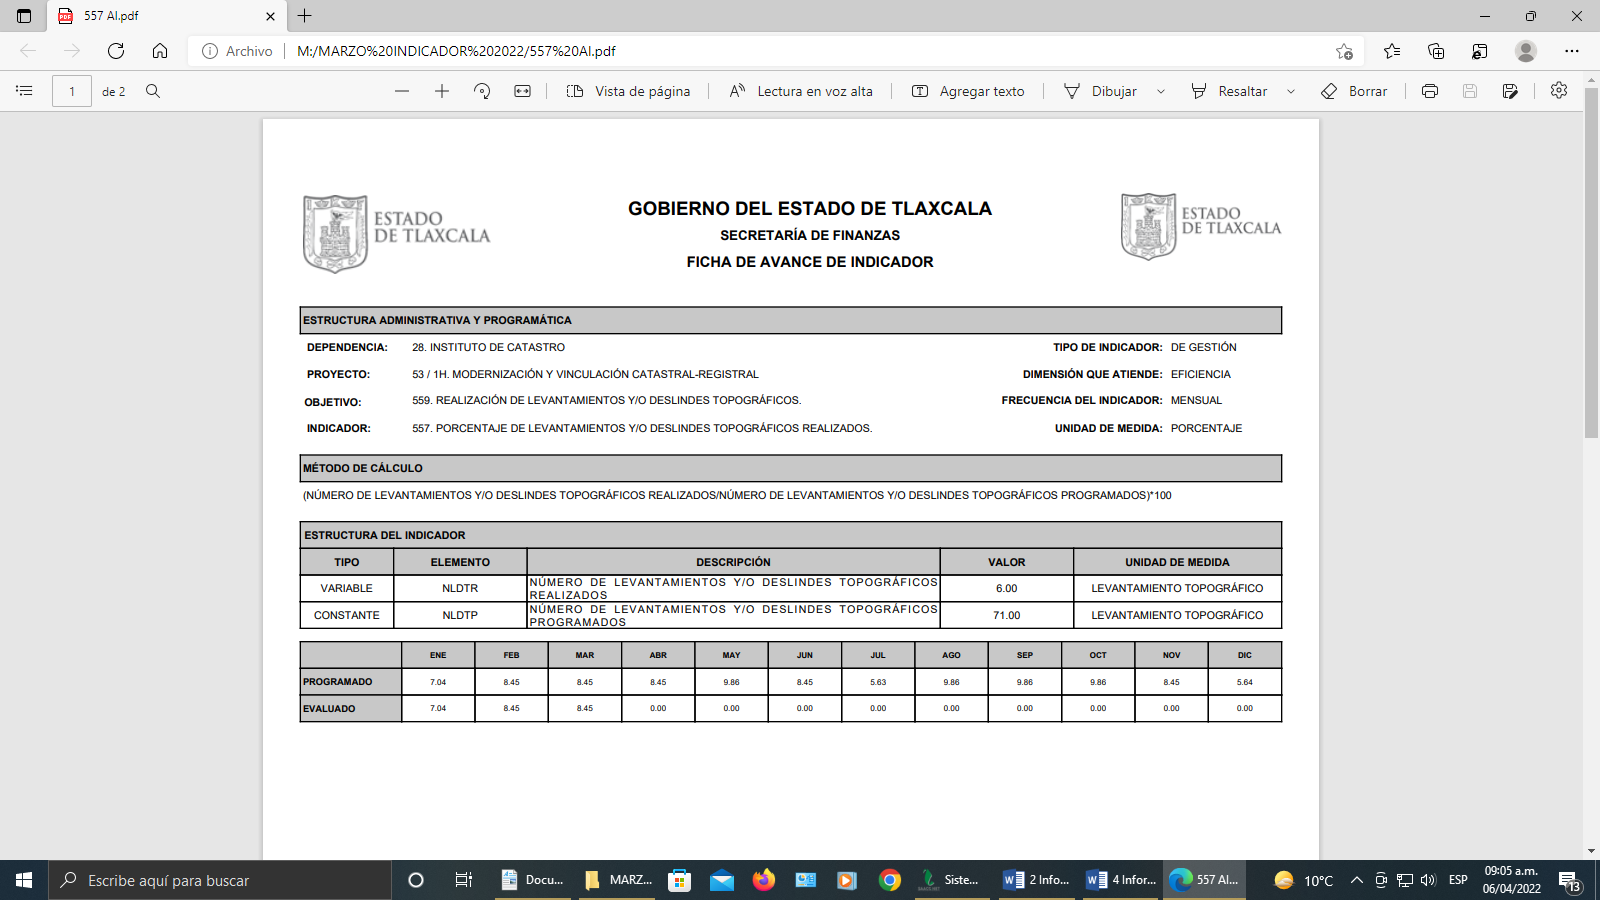 557 AI.pdf
Archivo
M:/MARZO%20INDICADOR%202022/557%20AI.pdf
1 de 2
Vista de página
Lectura en voz alta
Agregar texto
Dibujar
Resaltar
Borrar
ESTADO DE TLAXCALA
GOBIERNO DEL ESTADO DE TLAXCALA
SECRETARÍA DE FINANZAS
FICHA DE AVANCE DE INDICADOR
ESTADO DE TLAXCALA
ESTRUCTURA ADMINISTRATIVA Y PROGRAMÁTICA
DEPENDENCIA: 28. INSTITUTO DE CATASTRO TIPO DE INDICADOR: DE GESTIÓN
PROYECTO: 53 / 1H. MODERNIZACIÓN Y VINCULACIÓN CATASTRAL-REGISTRAL DIMENSIÓN QUE ATIENDE: EFICIENCIA
OBJETIVO: 559. REALIZACIÓN DE LEVANTAMIENTOS Y/O DESLINDES TOPOGRÁFICOS. FRECUENCIA DEL INDICADOR: MENSUAL
INDICADOR: 557. PORCENTAJE DE LEVANTAMIENTOS Y/O DESLINDES TOPOGRÁFICOS REALIZADOS. UNIDAD DE MEDIDA: PORCENTAJE
MÉTODO DE CÁLCULO
(NÚMERO DE LEVANTAMIENTOS Y/O DESLINDES TOPOGRÁFICOS REALIZADOS/NÚMERO DE LEVANTAMIENTOS Y/O DESLINDES TOPOGRÁFICOS PROGRAMADOS)*100
ESTRUCTURA DEL INDICADOR
TIPO ELEMENTO DESCRIPCIÓN VALOR UNIDAD DE MEDIDA
VARIABLE NLDTR NÚMERO DE LEVANTAMIENTOS Y/O DESLINDES TOPOGRÁFICOS REALIZADOS 6.00 LEVANTAMIENTO TOPOGRÁFICO
CONSTANTE NLDTP NÚMERO DE LEVANTAMIENTOS Y/O DESLINDES TOPOGRÁFICOS PROGRAMADOS 71.00 LEVANTAMIENTO TOPOGRÁFICO
ENE FEB MAR ABR MAY JUN JUL AGO SEP OCT NOV DIC
PROGRAMADO 7.04 8.45 8.45 8.45 9.86 8.45 5.63 9.86 9.86 9.86 8.45 5.64
EVALUADO 7.04 8.45 8.45 0.00 0.00 0.00 0.00 0.00 0.00 0.00 0.00 0.00
Escribe aquí para buscar
Docu...
MARZ...
Siste...
2 Info...
4 Infor...
557 AI...
10°C
ESP
09:05 a.m.
06/04/2022
13